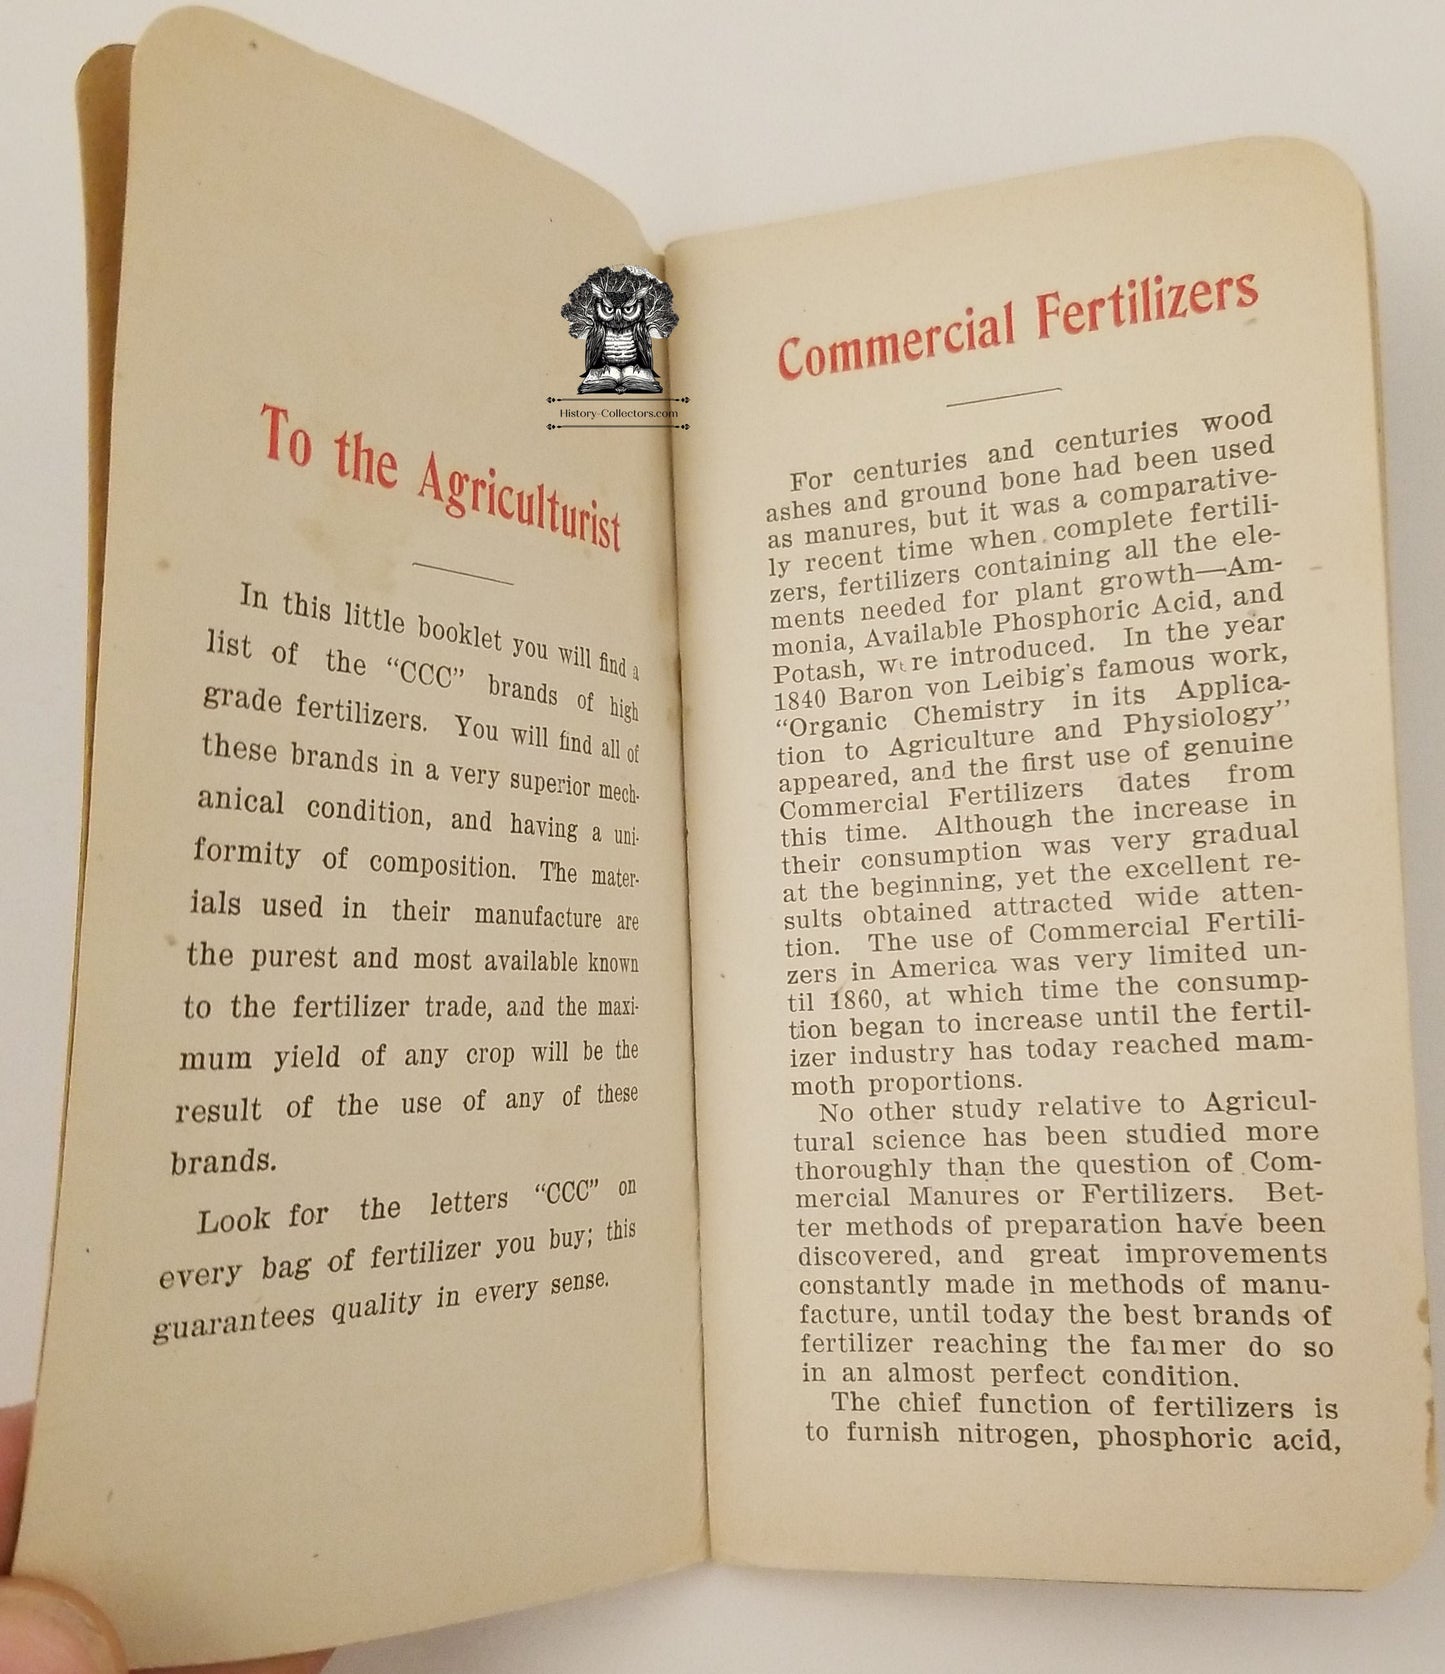 To the Agriculturist
In this little booklet you will find a
list of the “CCC” brands of high
grade fertilizers. You will find all of
these brands in a very superior mech-
anical condition, and having a uni-
formity of composition. The mater-
ials used in their manufacture are
the purest and most available known
to the fertilizer trade, and the maxi-
mum yield of any crop will be the
result of the use of any of these
brands.
Look for the letters “CCC” on
every bag of fertilizer you buy; this
guarantees quality in every sense.
History-Collectors.com
Commercial Fertilizers
For centuries and centuries wood
ashes and ground bone had been used
as manures, but it was a comparative-
ly recent time when complete fertili-
zers, fertilizers containing all the ele-
ments needed for plant growth—Am-
monia, Available Phosphoric Acid, and
Potash, were introduced. In the year
1840 Baron von Leibig's famous work,
“Organic Chemistry in its Applica-
tion to Agriculture and Physiology”
appeared, and the first use of genuine
Commercial Fertilizers dates from
this time. Although the increase in
their consumption was very gradual
at the beginning, yet the excellent re-
sults obtained attracted wide atten-
tion. The use of Commercial Fertili-
zers in America was very limited un-
til 1860, at which time the consump-
tion began to increase until the fertil-
izer industry has today reached mam-
moth proportions.
No other study relative to Agricul-
tural science has been studied more
thoroughly than the question of Com-
mercial Manures or Fertilizers. Bet-
ter methods of preparation have been
discovered, and great improvements
constantly made in methods of manu-
facture, until today the best brands of
fertilizer reaching the farmer do so
in an almost perfect condition.
The chief function of fertilizers is
to furnish nitrogen, phosphoric acid,